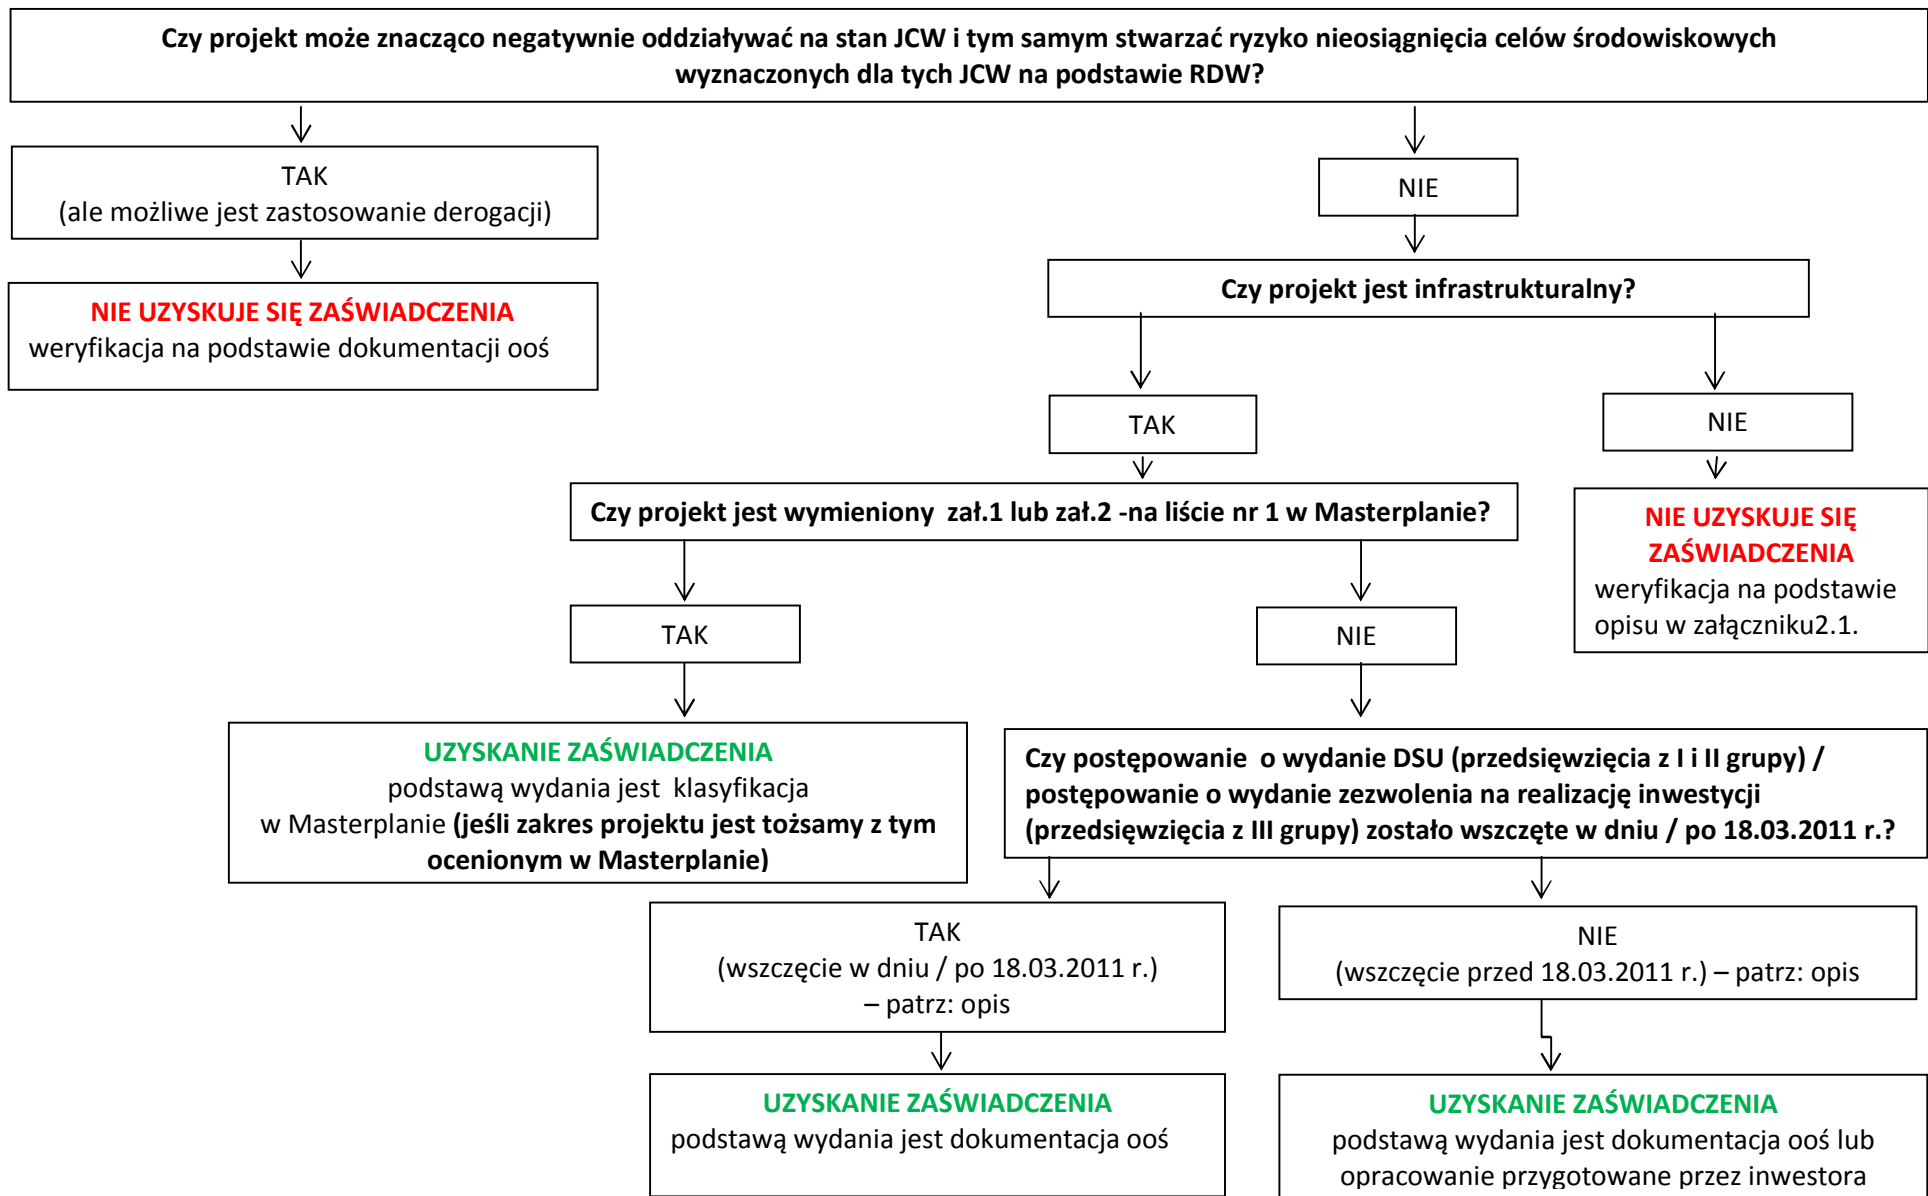 Czy projekt może znacząco negatywnie oddziaływać na stan JCW i tym samym stwarzać ryzyko nieosiągnięcia celów środowiskowych
wyznaczonych dla tych JCW na podstawie RDW?
TAK
(ale możliwe jest zastosowanie derogacji)
NIE
NIE UZYSKUJE SIĘ ZAŚWIADCZENIA
weryfikacja na podstawie dokumentacji ooś
Czy projekt jest infrastrukturalny?
TAK
NIE
Czy projekt jest wymieniony  zał.1 lub zał.2 -na liście nr 1 w Masterplanie?
NIE UZYSKUJE SIĘ
ZAŚWIADCZENIA
weryfikacja na podstawie
opisu w załączniku2.1.
TAK
NIE
UZYSKANIE ZAŚWIADCZENIA
podstawą wydania jest  klasyfikacja
w Masterplanie (jeśli zakres projektu jest tożsamy z tym
ocenionym w Masterplanie)
Czy postępowanie  o wydanie DSU (przedsięwzięcia z I i II grupy) /
postępowanie o wydanie zezwolenia na realizację inwestycji
(przedsięwzięcia z III grupy) zostało wszczęte w dniu / po 18.03.2011 r.?
TAK
(wszczęcie w dniu / po 18.03.2011 r.)
– patrz: opis
NIE
(wszczęcie przed 18.03.2011 r.) – patrz: opis
UZYSKANIE ZAŚWIADCZENIA
podstawą wydania jest dokumentacja ooś
UZYSKANIE ZAŚWIADCZENIA
podstawą wydania jest dokumentacja ooś lub
opracowanie przygotowane przez inwestora